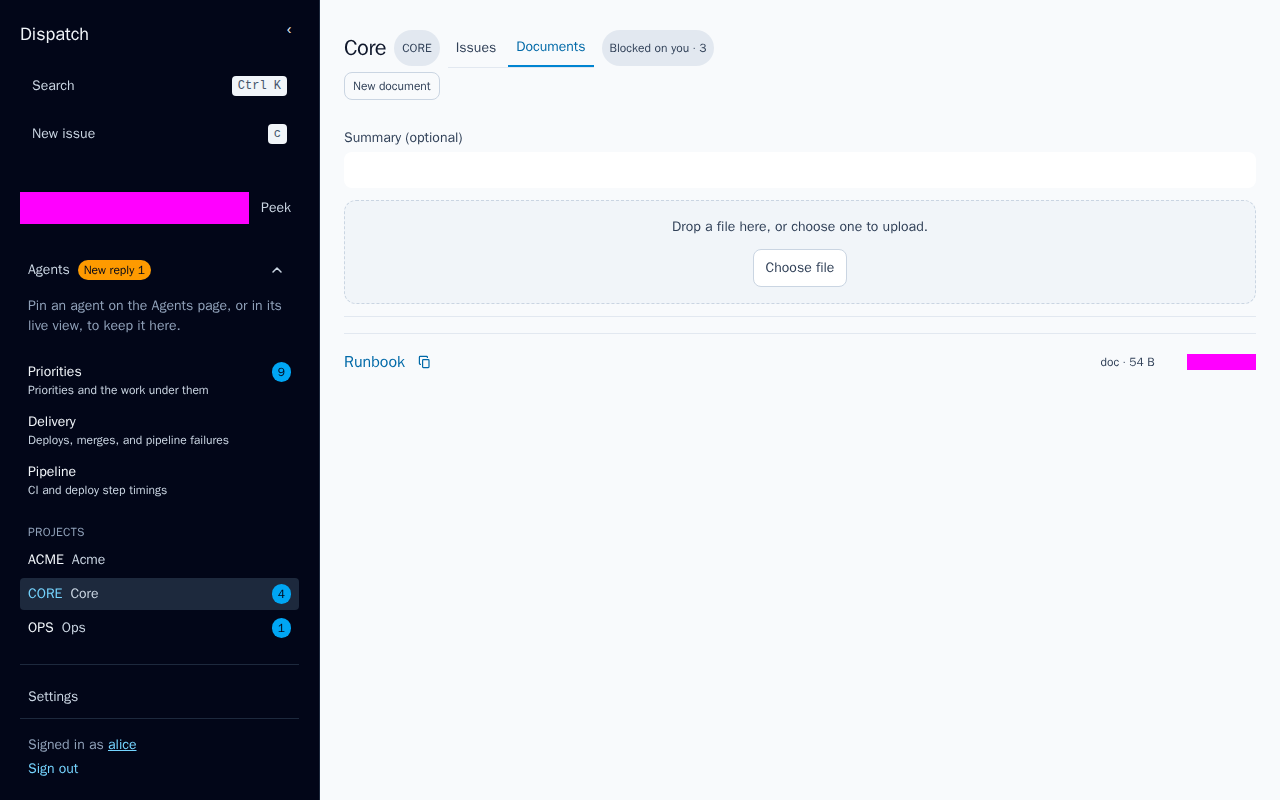 Dispatch
Search
Ctrl K
New issue
C
Peek
Agents
New reply 1
Pin an agent on the Agents page, or in its
live view, to keep it here.
Priorities
9
Priorities and the work under them
Delivery
Deploys, merges, and pipeline failures
Pipeline
CI and deploy step timings
PROJECTS
ACME Acme
CORE Core
4
OPS Ops
1
Settings
Signed in as alice
Sign out
Core
CORE
Issues
Documents
Blocked on you · 3
New document
Summary (optional)
Drop a file here, or choose one to upload.
Choose file
Runbook
doc · 54 B